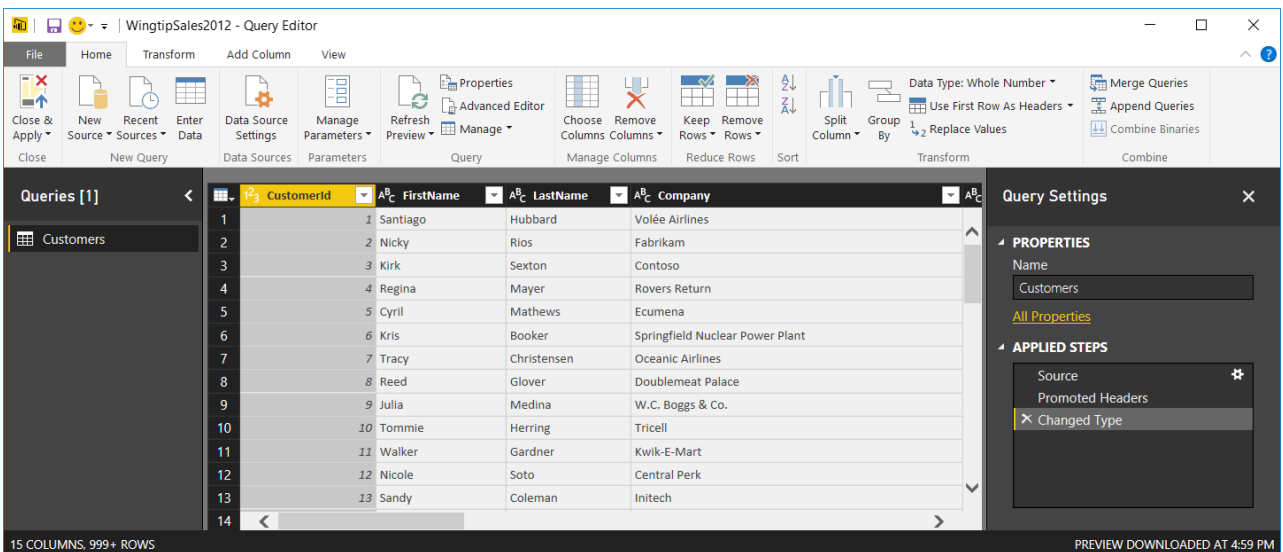 WingtipSales2012 - Query Editor
File Home Transform Add Column View
Close & Apply
New Source
Recent Sources
Enter Data
Data Source Settings
Manage Parameters
Refresh Preview
Properties
Advanced Editor
Manage
Choose Columns
Remove Columns
Keep Rows
Remove Rows
Split Column
Group By
Data Type: Whole Number
Use First Row As Headers
Replace Values
Merge Queries
Append Queries
Combine Binaries
Close New Query Data Sources Parameters Query Manage Columns Reduce Rows Sort Transform Combine
Queries [1]
Customers
CustomerId FirstName LastName Company
1 1 Santiago Hubbard Volée Airlines
2 2 Nicky Rios Fabrikam
3 3 Kirk Sexton Contoso
4 4 Regina Mayer Rovers Return
5 5 Cyril Mathews Ecumena
6 6 Kris Booker Springfield Nuclear Power Plant
7 7 Tracy Christensen Oceanic Airlines
8 8 Reed Glover Doublemeat Palace
9 9 Julia Medina W.C. Boggs & Co.
10 10 Tommie Herring Tricell
11 11 Walker Gardner Kwik-E-Mart
12 12 Nicole Soto Central Perk
13 13 Sandy Coleman Initech
14
Query Settings
PROPERTIES
Name
Customers
All Properties
APPLIED STEPS
Source
Promoted Headers
Changed Type
15 COLUMNS, 999+ ROWS
PREVIEW DOWNLOADED AT 4:59 PM